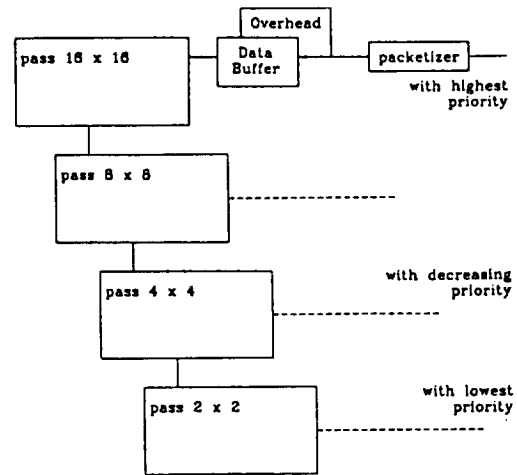 Overhead
pass 16 x 16
Data
Buffer
packetizer
with highest
priority
pass 8 x 8
with decreasing
priority
pass 4 x 4
with lowest
priority
pass 2 x 2